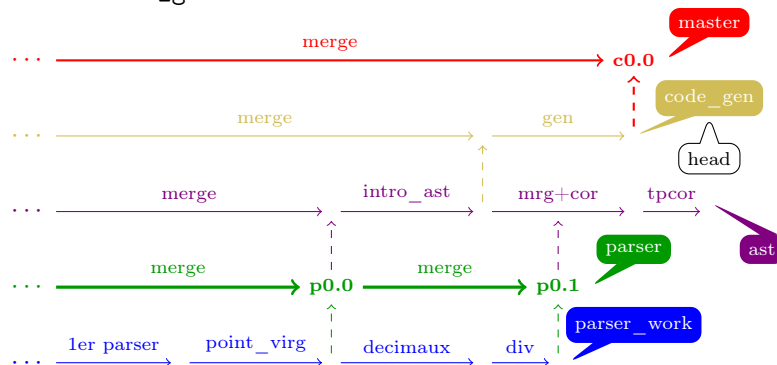 master
merge
... c0.0
code_gen
merge gen
...
head
merge intro_ast mrg+cor tpcor
...
parser ast
merge merge
... p0.0 p0.1
parser_work
1er parser point_virg decimaux div
...